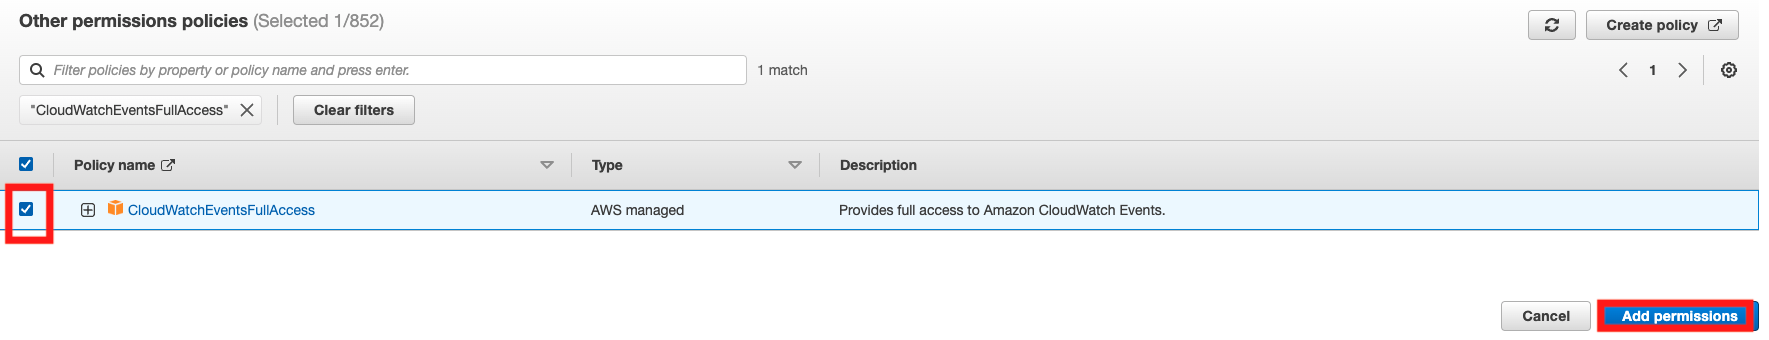 Other permissions policies (Selected 1/852)
Create policy
Filter policies by property or policy name and press enter.
1 match
1
"CloudWatchEventsFullAccess"
Clear filters
Policy name
Type
Description
CloudWatchEventsFullAccess
AWS managed
Provides full access to Amazon CloudWatch Events.
Cancel
Add permissions